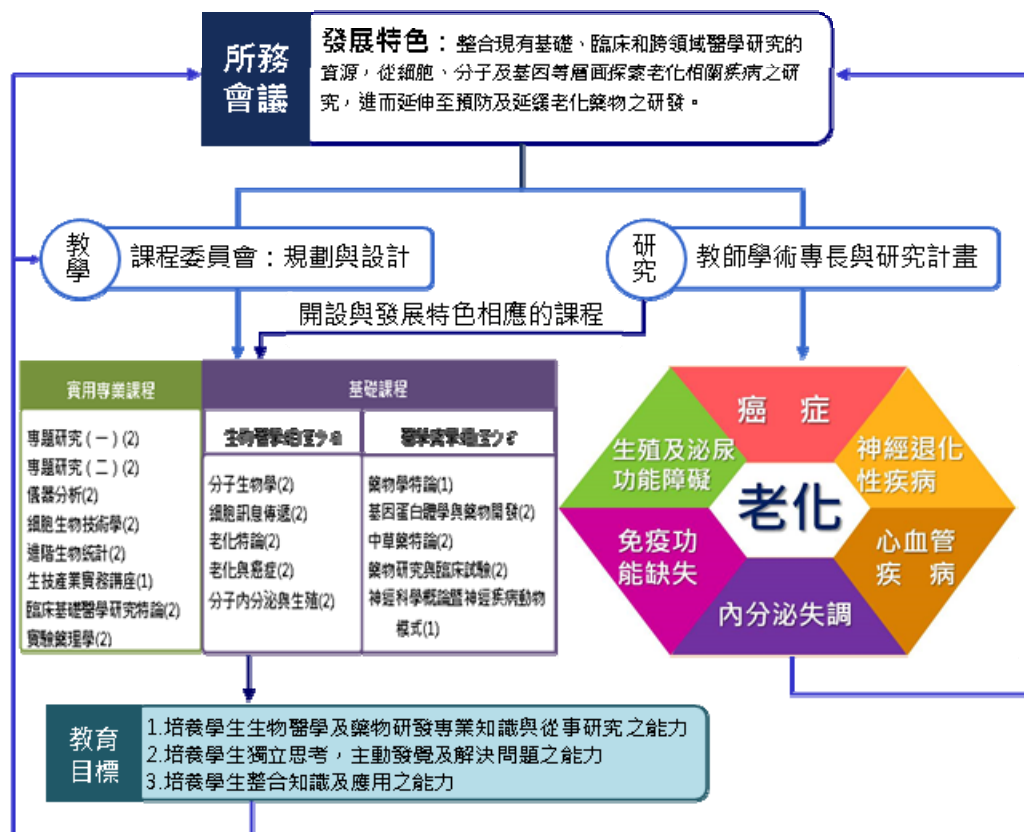 所務
會議
發展特色：整合現有基礎、臨床和跨領域醫學研究的
資源，從細胞、分子及基因等層面探索老化相關疾病之研
究，進而延伸至預防及延緩老化藥物之研發。
教學
課程委員會：規劃與設計
研究
教師學術專長與研究計畫
開設與發展特色相應的課程
實用專業課程
專題研究(一)(2)
專題研究(二)(2)
儀器分析(2)
細胞生物技術學(2)
進階生物統計(2)
生技產業實務講座(1)
臨床基礎醫學研究特論(2)
實驗藥理學(2)
基礎課程
分子生物學(2)
細胞訊息傳遞(2)
老化特論(2)
老化與癌症(2)
分子內分泌與生殖(2)
藥物學特論(1)
基因蛋白體學與藥物開發(2)
中草藥特論(2)
藥物研究與臨床試驗(2)
神經科學概論暨神經疾病動物
模式(1)
癌 症
生殖及泌尿
功能障礙
神經退化
性疾病
老化
免疫功
能缺失
心血管
疾 病
內分泌失調
教育
目標
1.培養學生生物醫學及藥物研發專業知識與從事研究之能力
2.培養學生獨立思考，主動發覺及解決問題之能力
3.培養學生整合知識及應用之能力